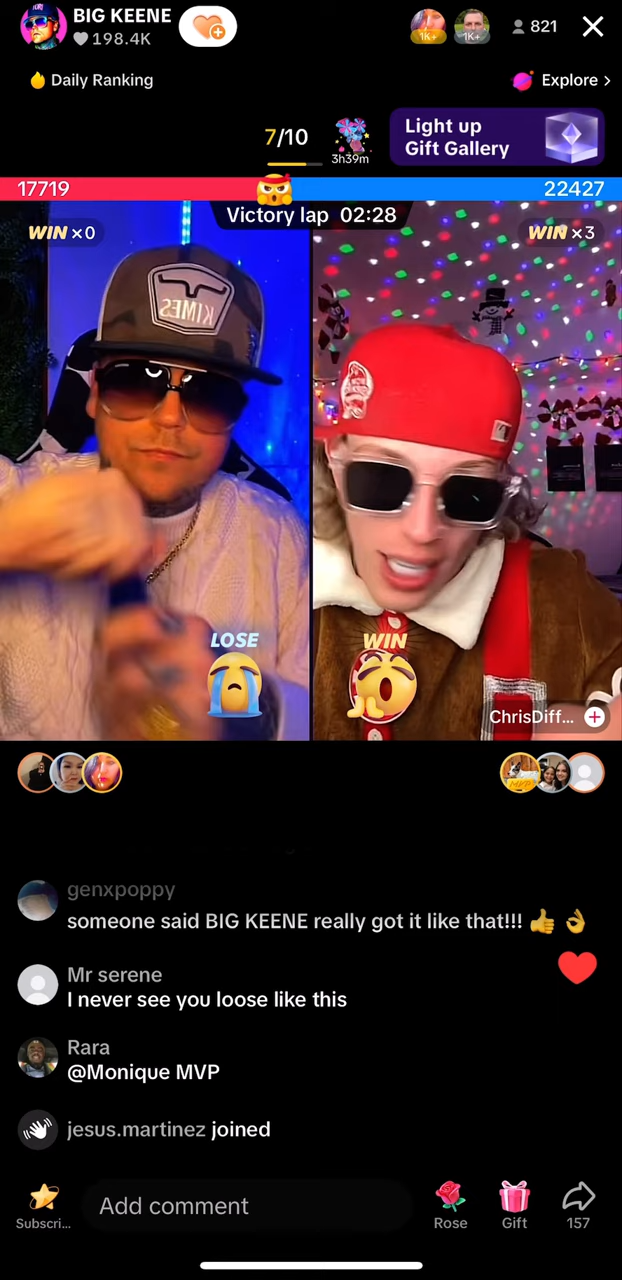 BIG KEENE
198.4K
1K+
1K+
821
Daily Ranking
Explore >
7/10
3h39m
Light up
Gift Gallery
17719
22427
Victory lap 02:28
WIN ×0
WIN ×3
KIMES
LOSE
WIN
ChrisDiff...
genxpoppy
someone said BIG KEENE really got it like that!!! 👍 👌
Mr serene
I never see you loose like this
Rara
@Monique MVP
jesus.martinez joined
Add comment
Subscri...
Rose
Gift
157